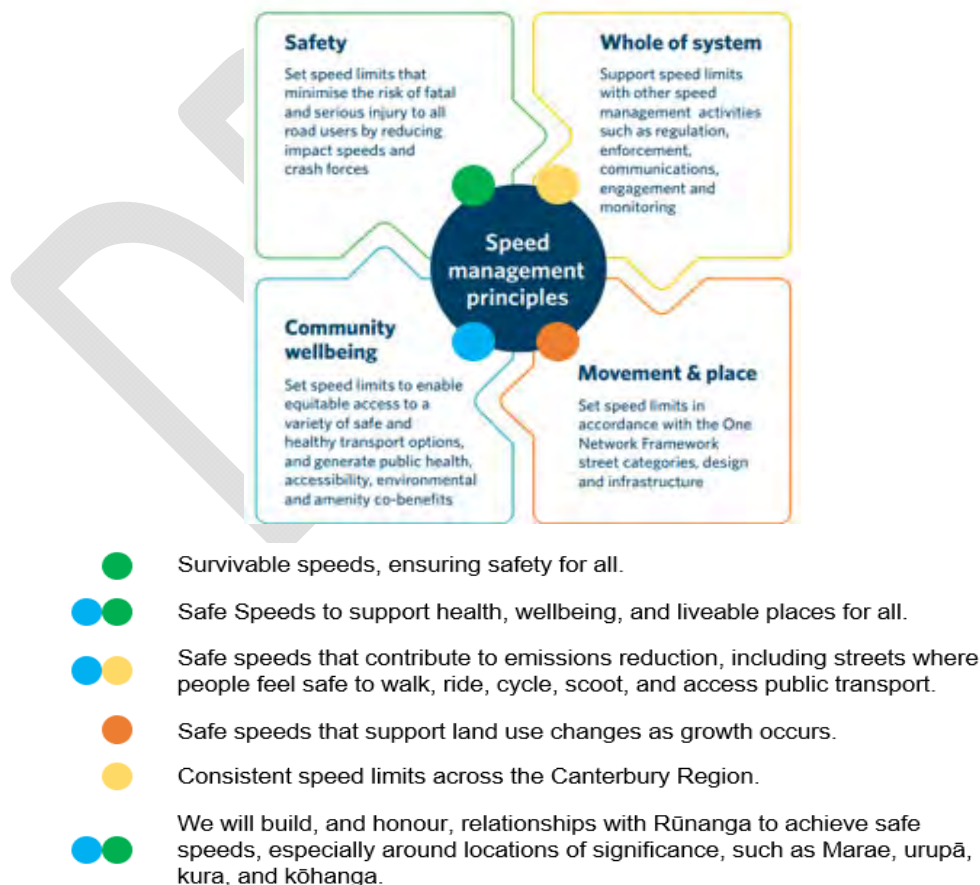 Safety
Set speed limits that
minimise the risk of fatal
and serious injury to all
road users by reducing
impact speeds and
crash forces
Whole of system
Support speed limits
with other speed
management activities
such as regulation,
enforcement,
communications,
engagement and
monitoring
Speed
management
principles
Community
wellbeing
Set speed limits to enable
equitable access to a
variety of safe and
healthy transport options,
and generate public health,
accessibility, environmental
and amenity co-benefits
Movement & place
Set speed limits in
accordance with the One
Network Framework
street categories, design
and infrastructure
Survivable speeds, ensuring safety for all.
Safe Speeds to support health, wellbeing, and liveable places for all.
Safe speeds that contribute to emissions reduction, including streets where
people feel safe to walk, ride, cycle, scoot, and access public transport.
Safe speeds that support land use changes as growth occurs.
Consistent speed limits across the Canterbury Region.
We will build, and honour, relationships with Rūnanga to achieve safe
speeds, especially around locations of significance, such as Marae, urupā,
kura, and kōhanga.